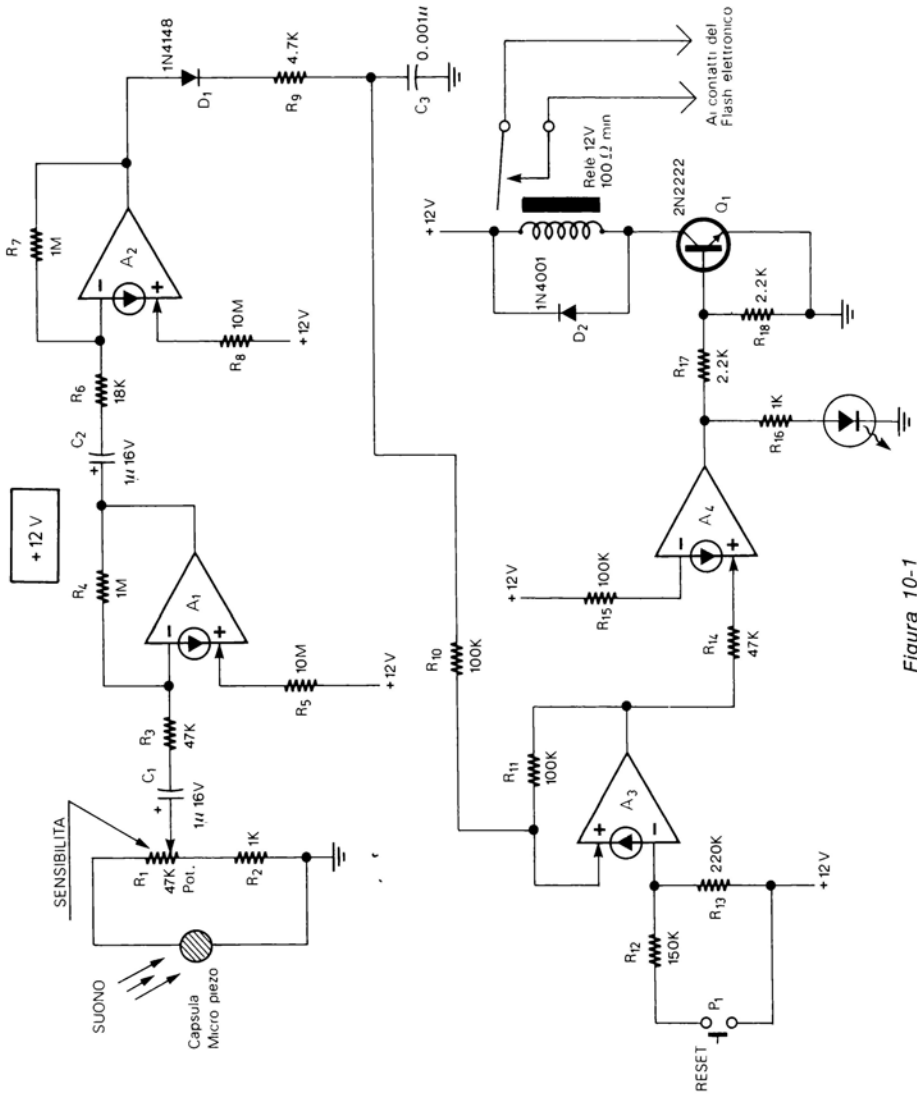 SENSIBILITA
SUONO
Capsula
Micro piezo
R1
47K
Pot.
R2
1K
C1
+
1µ 16V
R3
47K
R4
1M
A1
−
+
R5
10M
+12V
+12 V
C2
+
1µ 16V
R6
18K
R7
1M
A2
−
+
R8
10M
+12V
1N4148
D1
4.7K
R9
C3
0.001µ
R10
100K
R11
100K
A3
+
−
R12
150K
R13
220K
+12V
P1
RESET
R14
47K
+12V
R15
100K
A4
−
+
R16
1K
R17
2.2K
R18
2.2K
2N2222
Q1
+12V
1N4001
D2
Relé 12V
100 Ω min
Ai contatti del
Flash elettronico
Figura 10-1